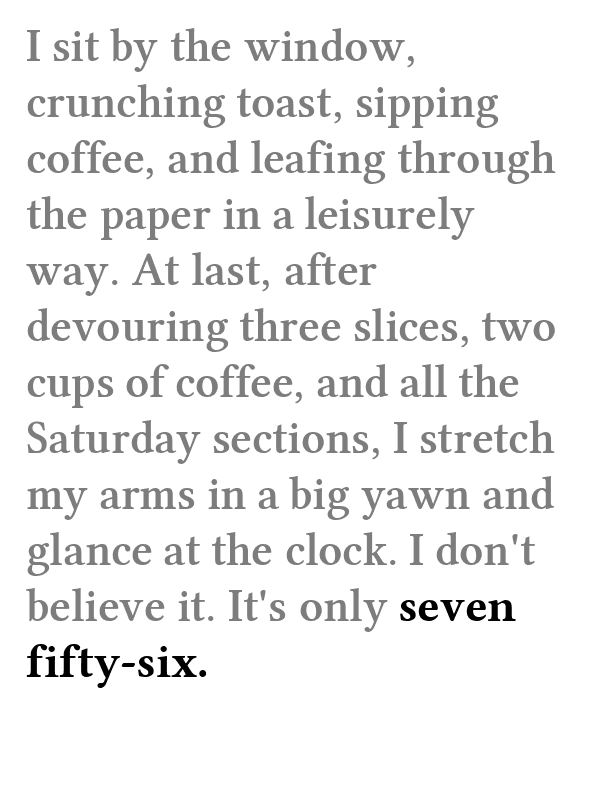 I sit by the window,
crunching toast, sipping
coffee, and leafing through
the paper in a leisurely
way. At last, after
devouring three slices, two
cups of coffee, and all the
Saturday sections, I stretch
my arms in a big yawn and
glance at the clock. I don't
believe it. It's only seven
fifty-six.